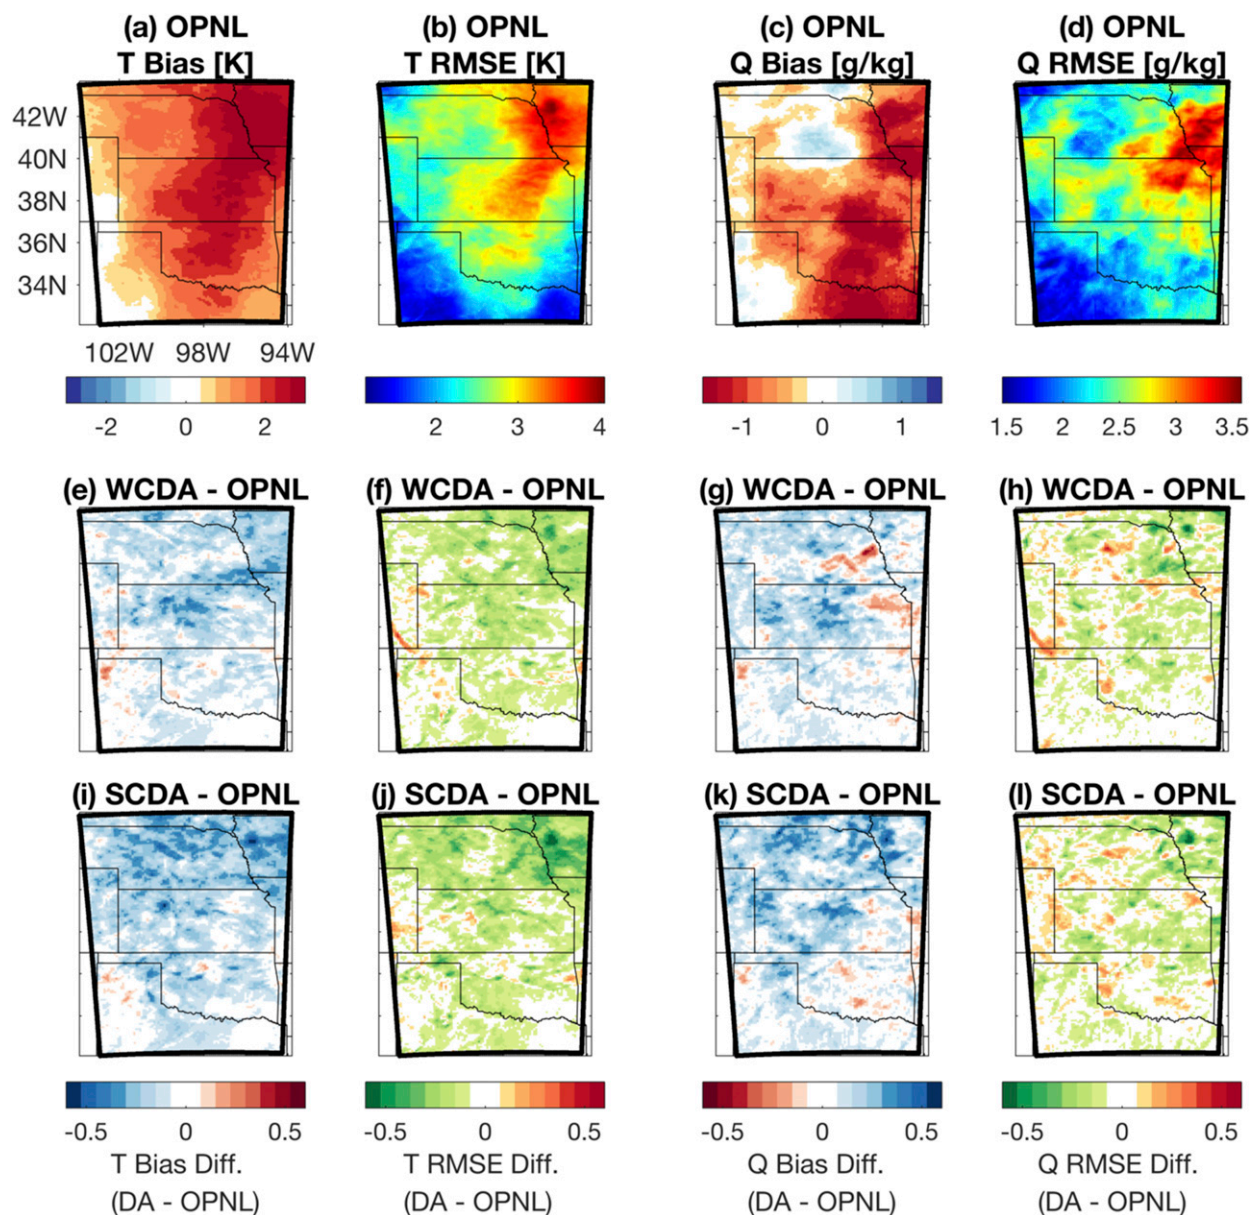 (a) OPNL
T Bias [K]
(b) OPNL
T RMSE [K]
(c) OPNL
Q Bias [g/kg]
(d) OPNL
Q RMSE [g/kg]
42W
40N
38N
36N
34N
102W 98W 94W
-2 0 2
2 3 4
-1 0 1
1.5 2 2.5 3 3.5
(e) WCDA - OPNL
(f) WCDA - OPNL
(g) WCDA - OPNL
(h) WCDA - OPNL
(i) SCDA - OPNL
(j) SCDA - OPNL
(k) SCDA - OPNL
(l) SCDA - OPNL
-0.5 0 0.5
T Bias Diff.
(DA - OPNL)
-0.5 0 0.5
T RMSE Diff.
(DA - OPNL)
-0.5 0 0.5
Q Bias Diff.
(DA - OPNL)
-0.5 0 0.5
Q RMSE Diff.
(DA - OPNL)